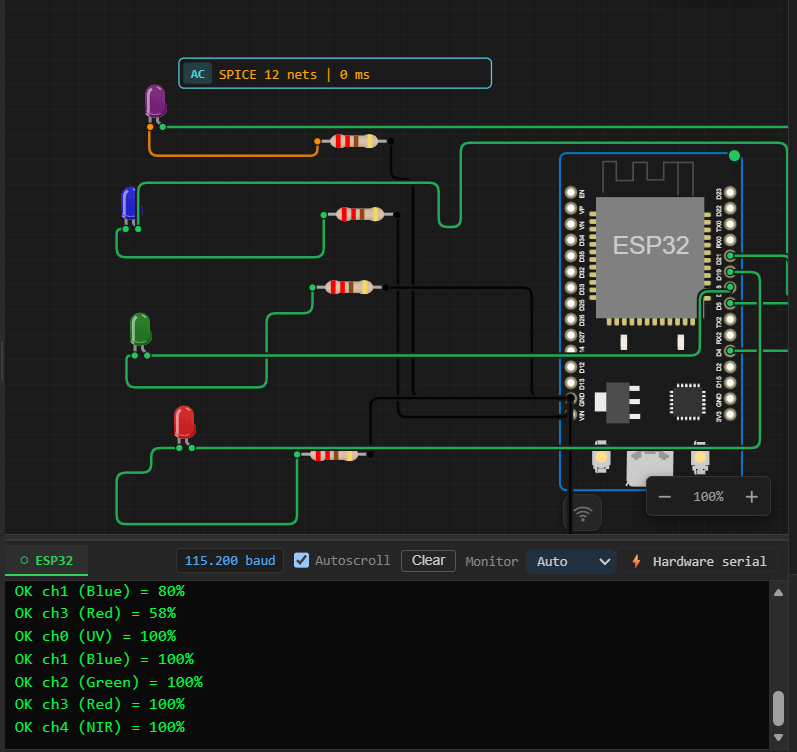 AC SPICE 12 nets | 0 ms
EN
VP
VN
D34
D35
D32
D33
D25
D26
D27
14
D12
D13
GND
VIN
ESP32
D23
D22
TX0
RX0
D21
D19
D5
TX2
RX2
D4
D2
D15
GND
3V3
− 100% +
ESP32 115.200 baud Autoscroll Clear Monitor Auto Hardware serial
OK ch1 (Blue) = 80%
OK ch3 (Red) = 58%
OK ch0 (UV) = 100%
OK ch1 (Blue) = 100%
OK ch2 (Green) = 100%
OK ch3 (Red) = 100%
OK ch4 (NIR) = 100%